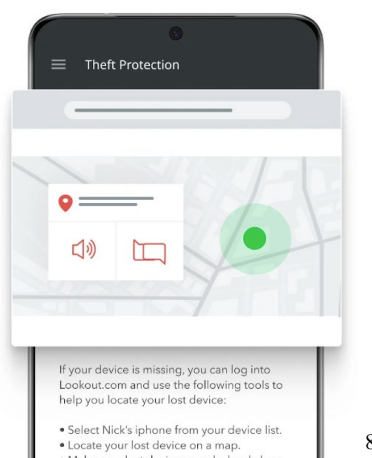 Theft Protection
If your device is missing, you can log into
Lookout.com and use the following tools to
help you locate your lost device:
• Select Nick's iphone from your device list.
• Locate your lost device on a map.
8